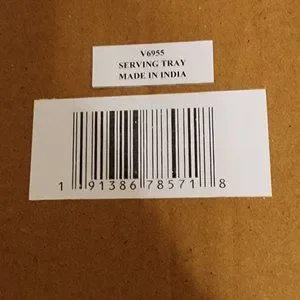 V6955
SERVING TRAY
MADE IN INDIA
1 91386 78571 8